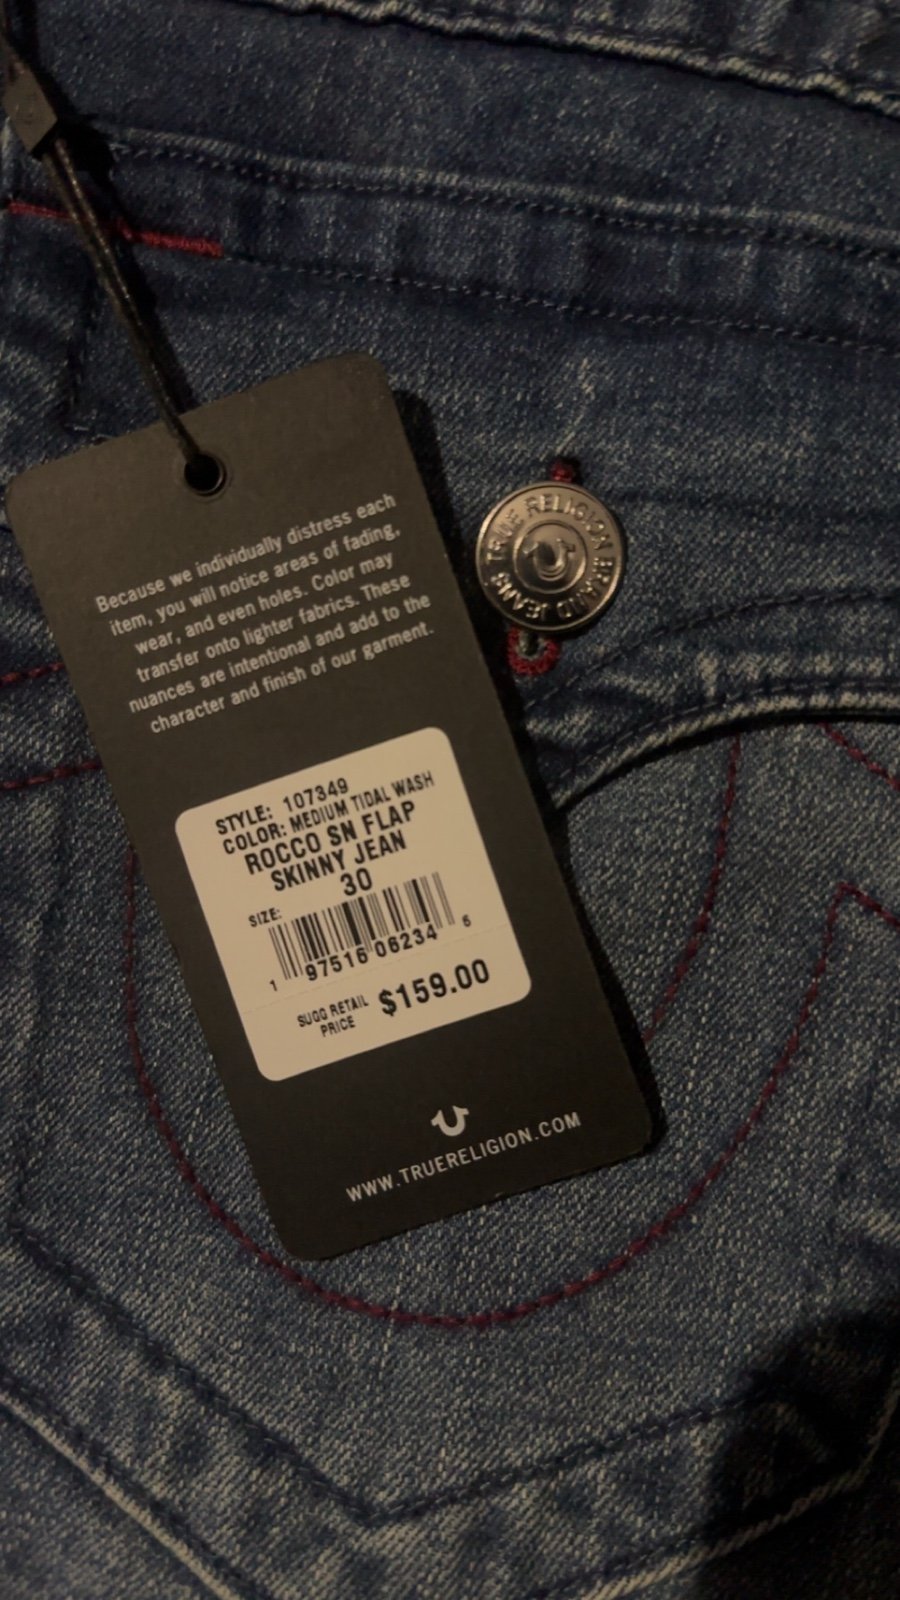 Because we individually distress each
item, you will notice areas of fading,
wear, and even holes. Color may
transfer onto lighter fabrics. These
nuances are intentional and add to the
character and finish of our garment.
STYLE: 107349
COLOR: MEDIUM TIDAL WASH
ROCCO SN FLAP
SKINNY JEAN
SIZE: 30
1 97516 06234 6
SUGG RETAIL
PRICE $159.00
WWW.TRUERELIGION.COM
TRUE RELIGION BRAND JEANS